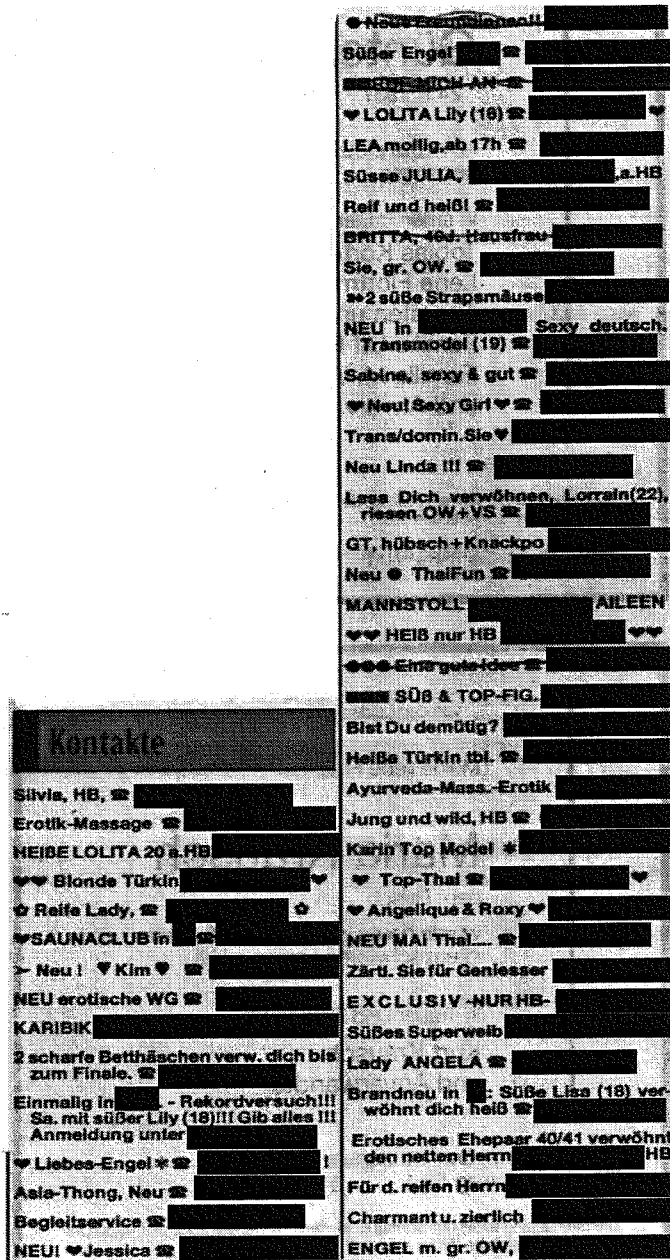 Kontakte
Silvia, HB, ☎
Erotik-Massage ☎
HEIßE LOLITA 20 a.HB
♥♥ Blonde Türkin ♥
✿ Reife Lady, ☎ ✿
♥SAUNACLUB in ☎
➢ Neu ! ♥Kim♥ ☎
NEU erotische WG ☎
KARIBIK
2 scharfe Betthäschen verw. dich bis
zum Finale. ☎
Einmalig in . - Rekordversuch!!!
Sa. mit süßer Lily (18)!!! Gib alles !!!
Anmeldung unter
♥ Liebes-Engel ✳ ☎ !
Asia-Thong, Neu ☎
Begleitservice ☎
NEU! ♥Jessica ☎
● Neue Freundinnen!!
Süßer Engel ☎
RUF MICH AN ☎
♥ LOLITA Lily (18) ☎ ♥
LEA mollig,ab 17h ☎
Süsse JULIA, ,a.HB
Reif und heiß! ☎
BRITTA, 40J. Hausfrau
Sie, gr. OW. ☎
2 süße Strapsmäuse
NEU in Sexy deutsch.
Transmodel (19) ☎
Sabine, sexy & gut ☎
♥ Neu! Sexy Girl ♥ ☎
Trans/domin.Sie ♥
Neu Linda !!! ☎
Lass Dich verwöhnen, Lorrain(22),
riesen OW+VS ☎
GT, hübsch+Knackpo
Neu ● ThaiFun ☎
MANNSTOLL AILEEN
♥♥ HEIß nur HB ♥♥
●●● Eine gute Idee ☎
■■■ SÜß & TOP-FIG.
Bist Du demütig?
Heiße Türkin tbl. ☎
Ayurveda-Mass.-Erotik
Jung und wild, HB ☎
Karin Top Model ✳
♥ Top-Thai ☎ ♥
♥ Angelique & Roxy ♥
NEU MAI Thai.... ☎
Zärtl. Sie für Geniesser
EXCLUSIV -NUR HB-
Süßes Superweib
Lady ANGELA ☎
Brandneu in : Süße Lisa (18) ver-
wöhnt dich heiß ☎
Erotisches Ehepaar 40/41 verwöhnt
den netten Herrn HB
Für d. reifen Herrn
Charmant u. zierlich
ENGEL m. gr. OW,